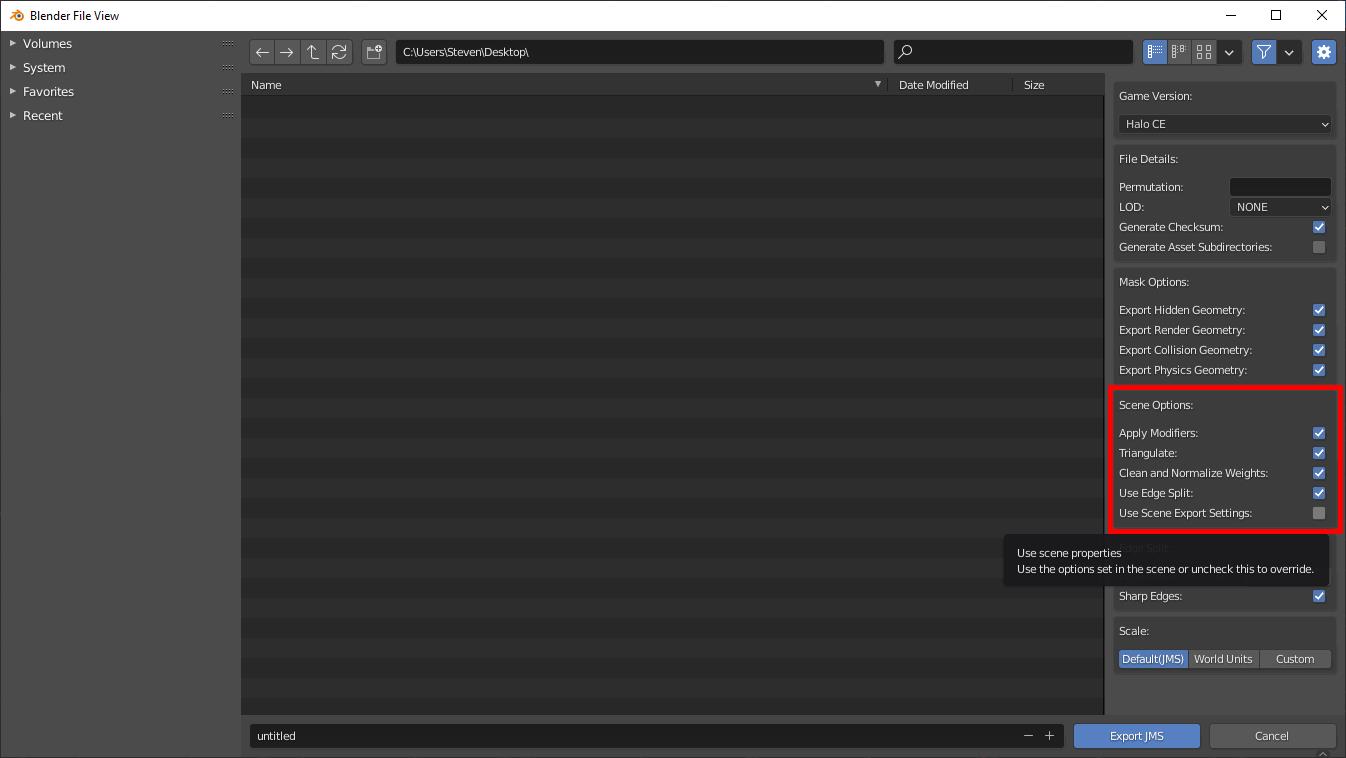 Blender File View
Volumes
System
Favorites
Recent
C:\Users\Steven\Desktop\
Name
Date Modified
Size
Game Version:
Halo CE
File Details:
Permutation:
LOD:
NONE
Generate Checksum:
Generate Asset Subdirectories:
Mask Options:
Export Hidden Geometry:
Export Render Geometry:
Export Collision Geometry:
Export Physics Geometry:
Scene Options:
Apply Modifiers:
Triangulate:
Clean and Normalize Weights:
Use Edge Split:
Use Scene Export Settings:
Edge Split:
Use scene properties
Use the options set in the scene or uncheck this to override.
Sharp Edges:
Scale:
Default(JMS)
World Units
Custom
untitled
Export JMS
Cancel